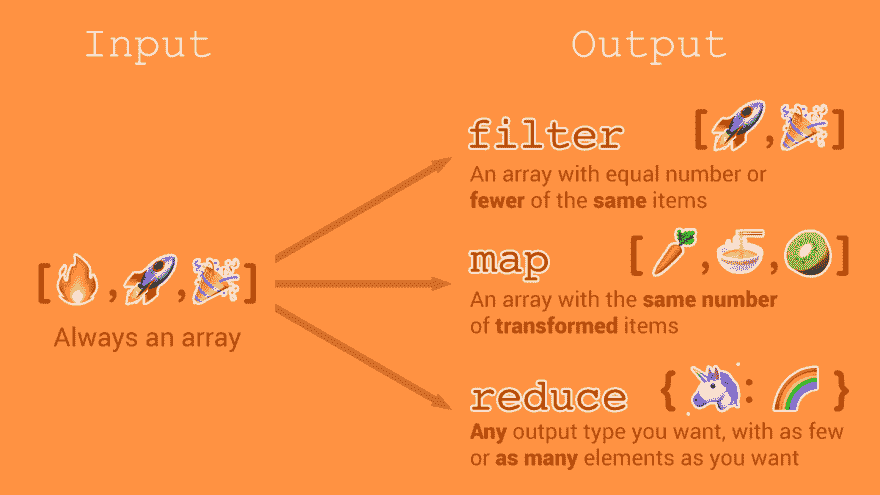 Input
Output
filter [ , ]
An array with equal number or
fewer of the same items
[ , , ]
Always an array
map [ , , ]
An array with the same number
of transformed items
reduce { : }
Any output type you want, with as few
or as many elements as you want